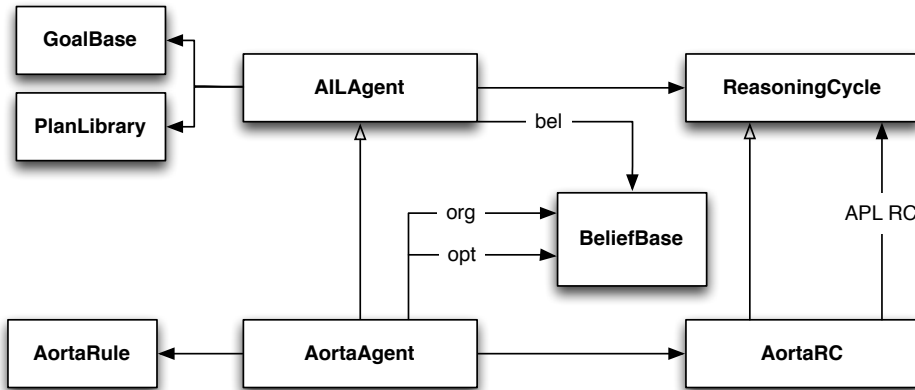 GoalBase
AILAgent
ReasoningCycle
PlanLibrary
bel
org
APL RC
BeliefBase
opt
AortaRule
AortaAgent
AortaRC